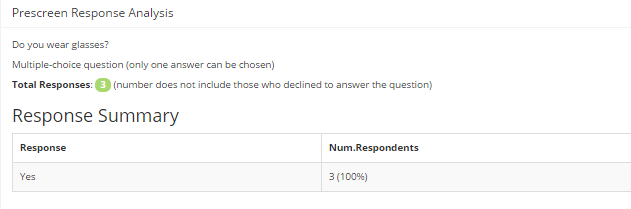 Prescreen Response Analysis
Do you wear glasses?
Multiple-choice question (only one answer can be chosen)
Total Responses: 3 (number does not include those who declined to answer the question)
Response Summary
Response Num.Respondents
Yes 3 (100%)